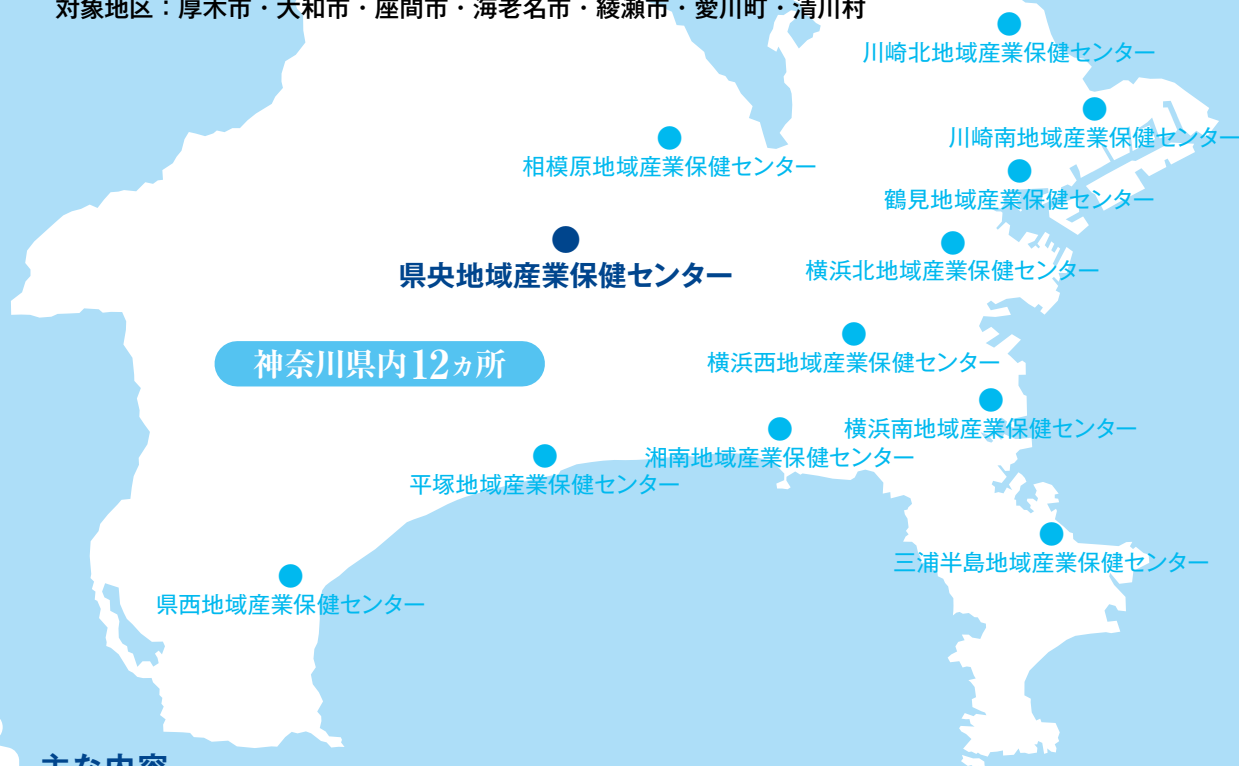 対象地区：厚木市・大和市・座間市・海老名市・綾瀬市・愛川町・清川村
川崎北地域産業保健センター
川崎南地域産業保健センター
相模原地域産業保健センター
鶴見地域産業保健センター
県央地域産業保健センター
横浜北地域産業保健センター
神奈川県内12ヵ所
横浜西地域産業保健センター
横浜南地域産業保健センター
湘南地域産業保健センター
平塚地域産業保健センター
三浦半島地域産業保健センター
県西地域産業保健センター
主な内容